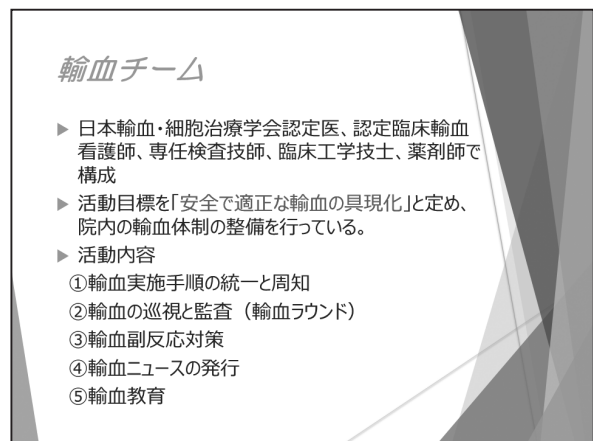 輸血チーム
▶ 日本輸血・細胞治療学会認定医、認定臨床輸血
看護師、専任検査技師、臨床工学技士、薬剤師で
構成
▶ 活動目標を「安全で適正な輸血の具現化」と定め、
院内の輸血体制の整備を行っている。
▶ 活動内容
①輸血実施手順の統一と周知
②輸血の巡視と監査（輸血ラウンド）
③輸血副反応対策
④輸血ニュースの発行
⑤輸血教育